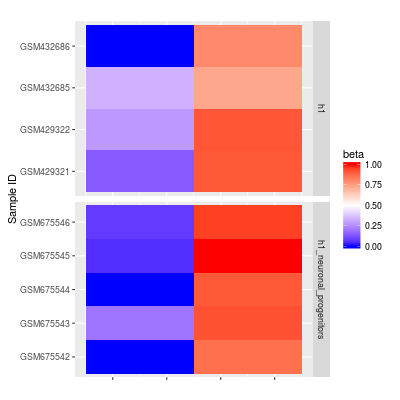 GSM432686
GSM432685
GSM429322
GSM429321
h1
GSM675546
GSM675545
GSM675544
GSM675543
GSM675542
h1_neuronal_progenitors
Sample ID
beta
1.00
0.75
0.50
0.25
0.00